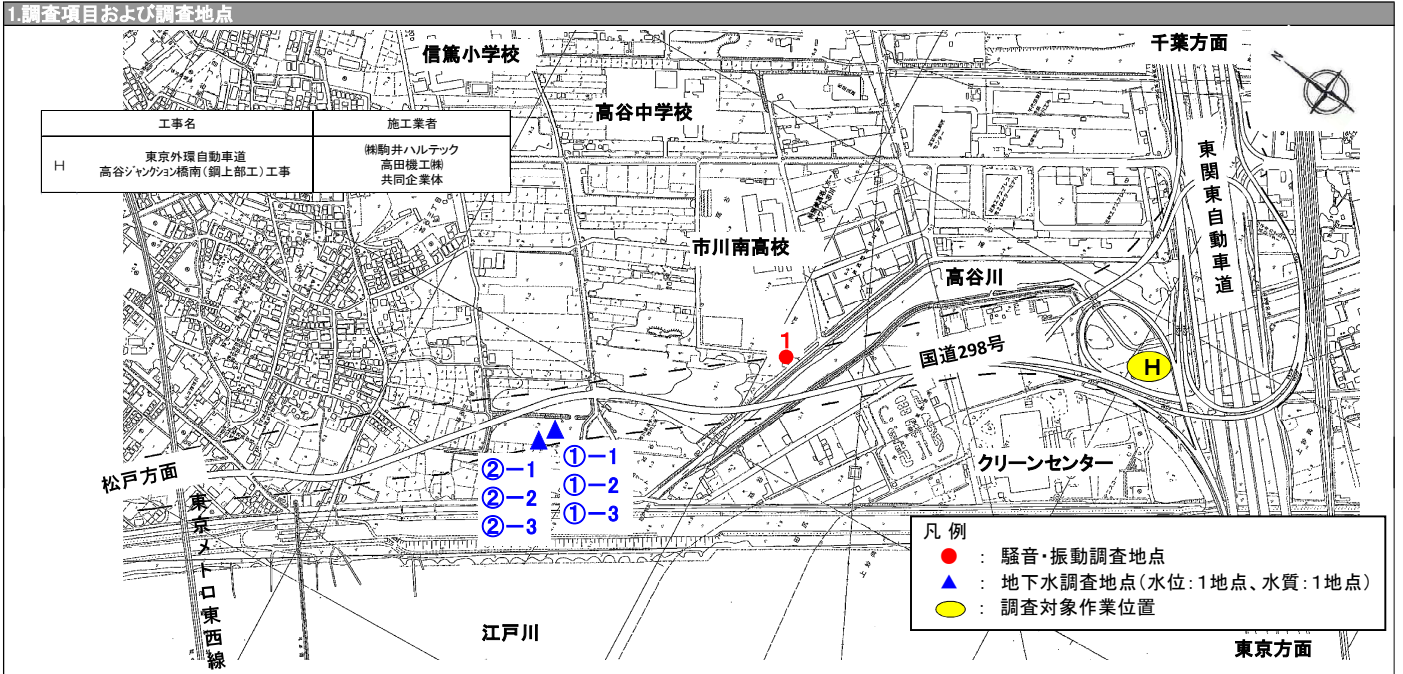 1.調査項目および調査地点
信篤小学校
千葉方面
N
高谷中学校
工事名
施工業者
H
東京外環自動車道
高谷ジャンクション橋南(鋼上部工)工事
㈱駒井ハルテック
高田機工㈱
共同企業体
東関東自動車道
市川南高校
高谷川
1
国道298号
H
松戸方面
②-1
②-2
②-3
①-1
①-2
①-3
クリーンセンター
東京メトロ東西線
江戸川
凡 例
● : 騒音・振動調査地点
▲ : 地下水調査地点(水位:1地点、水質:1地点)
: 調査対象作業位置
東京方面